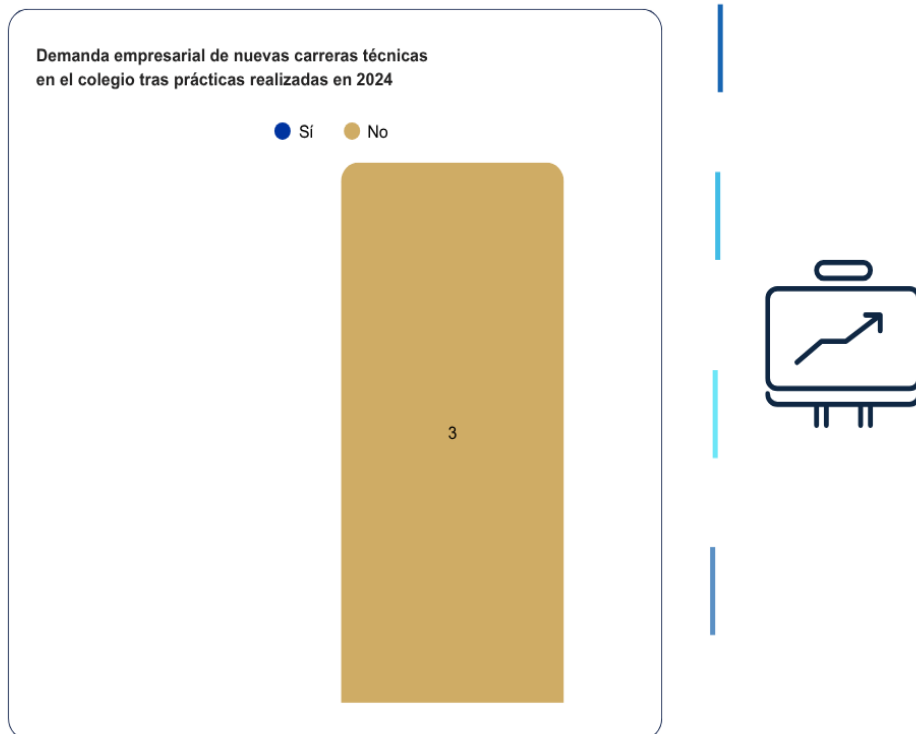 Demanda empresarial de nuevas carreras técnicas
en el colegio tras prácticas realizadas en 2024
Sí No
3